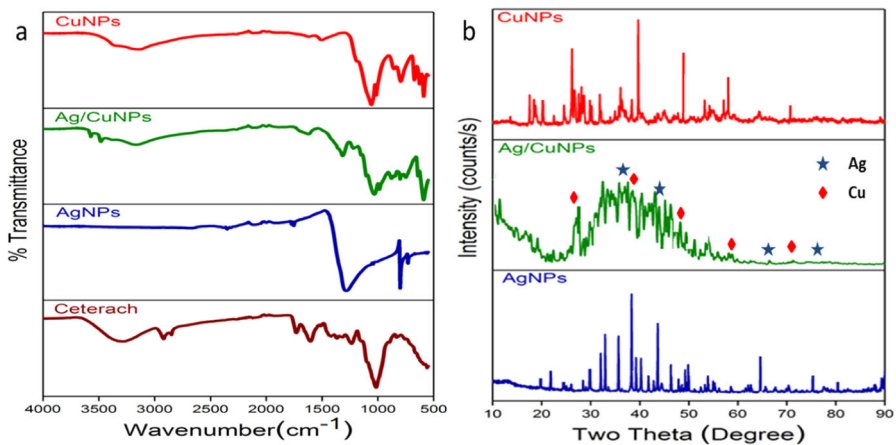 a
CuNPs
Ag/CuNPs
AgNPs
Ceterach
% Transmittance
4000 3500 3000 2500 2000 1500 1000 500
Wavenumber(cm-1)
b
CuNPs
Ag/CuNPs
Ag
Cu
AgNPs
Intensity (counts/s)
10 20 30 40 50 60 70 80 90
Two Theta (Degree)